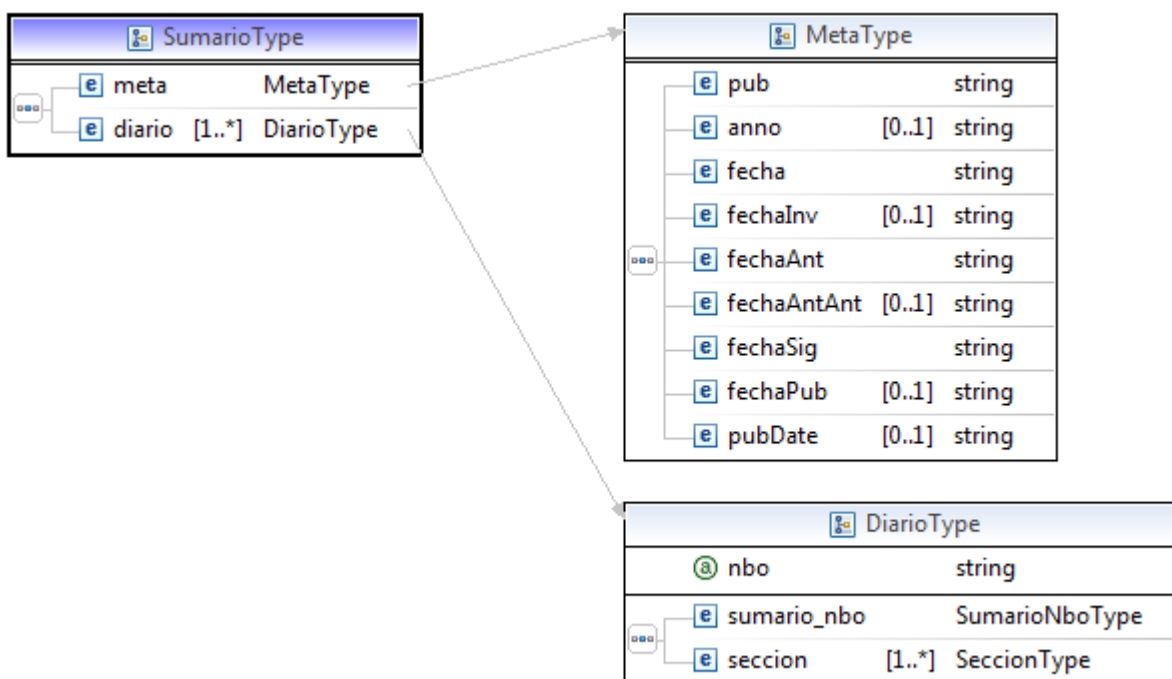 SumarioType
meta MetaType
diario [1..*] DiarioType
MetaType
pub string
anno [0..1] string
fecha string
fechaInv [0..1] string
fechaAnt string
fechaAntAnt [0..1] string
fechaSig string
fechaPub [0..1] string
pubDate [0..1] string
DiarioType
nbo string
sumario_nbo SumarioNboType
seccion [1..*] SeccionType